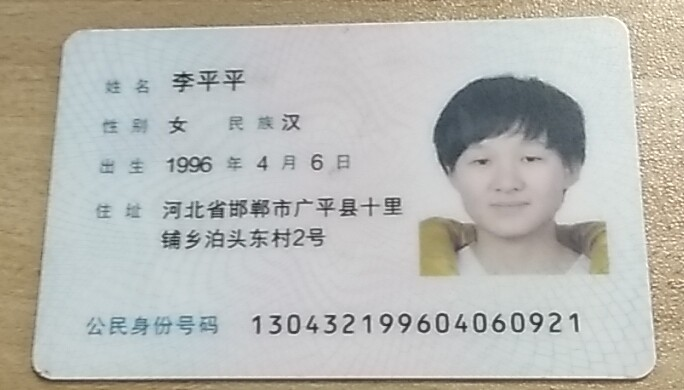 姓名 李平平
性别 女 民族 汉
出生 1996 年 4 月 6 日
住址 河北省邯郸市广平县十里
铺乡泊头东村2号
公民身份号码 130432199604060921